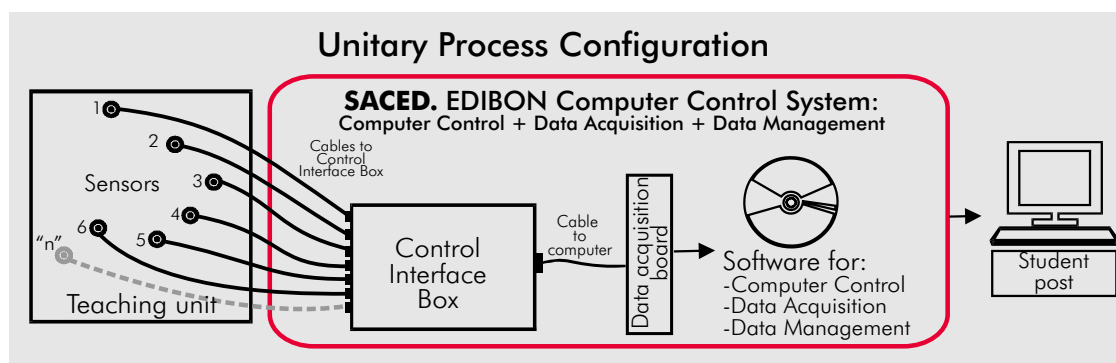 Unitary Process Configuration
SACED. EDIBON Computer Control System:
Computer Control + Data Acquisition + Data Management
1
2
Sensors
3
4
5
6
“n”
Teaching unit
Cables to
Control
Interface Box
Control
Interface
Box
Cable
to
computer
Data acquisition
board
Software for:
-Computer Control
-Data Acquisition
-Data Management
Student
post